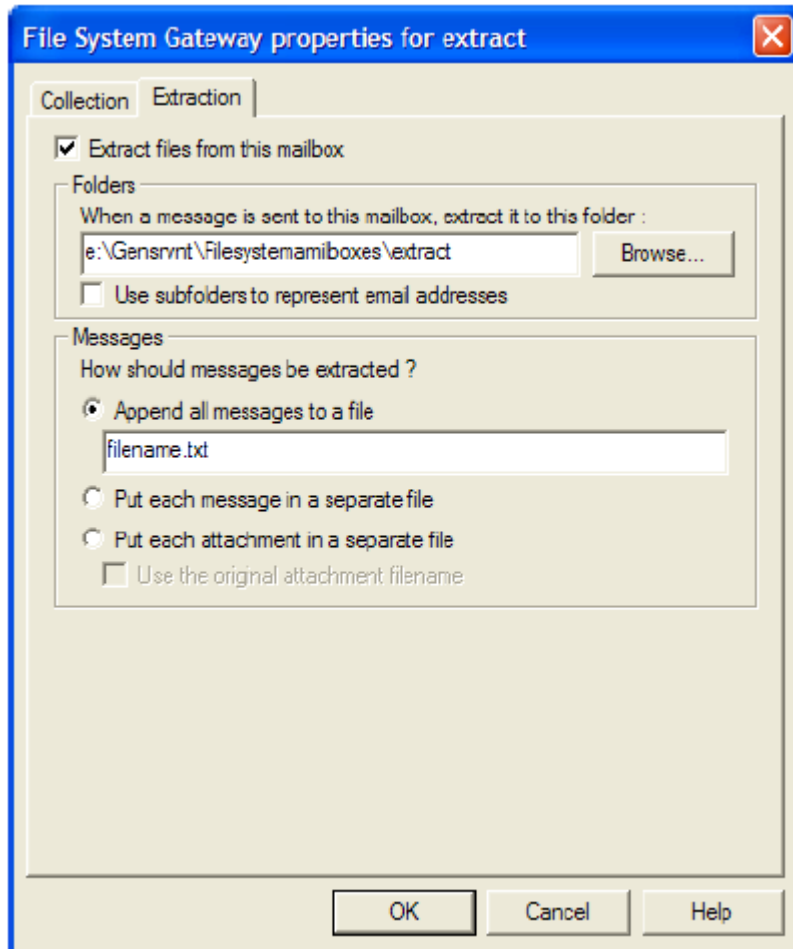 File System Gateway properties for extract
Collection
Extraction
Extract files from this mailbox
Folders
When a message is sent to this mailbox, extract it to this folder :
e:\Gensrvnt\Filesystemamilboxes\extract
Browse...
Use subfolders to represent email addresses
Messages
How should messages be extracted ?
Append all messages to a file
filename.txt
Put each message in a separate file
Put each attachment in a separate file
Use the original attachment filename
OK
Cancel
Help